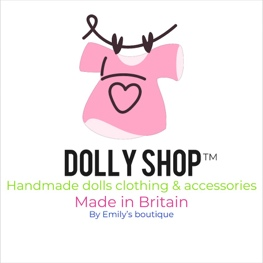 DOLLY SHOP™
Handmade dolls clothing & accessories
Made in Britain
By Emily's boutique